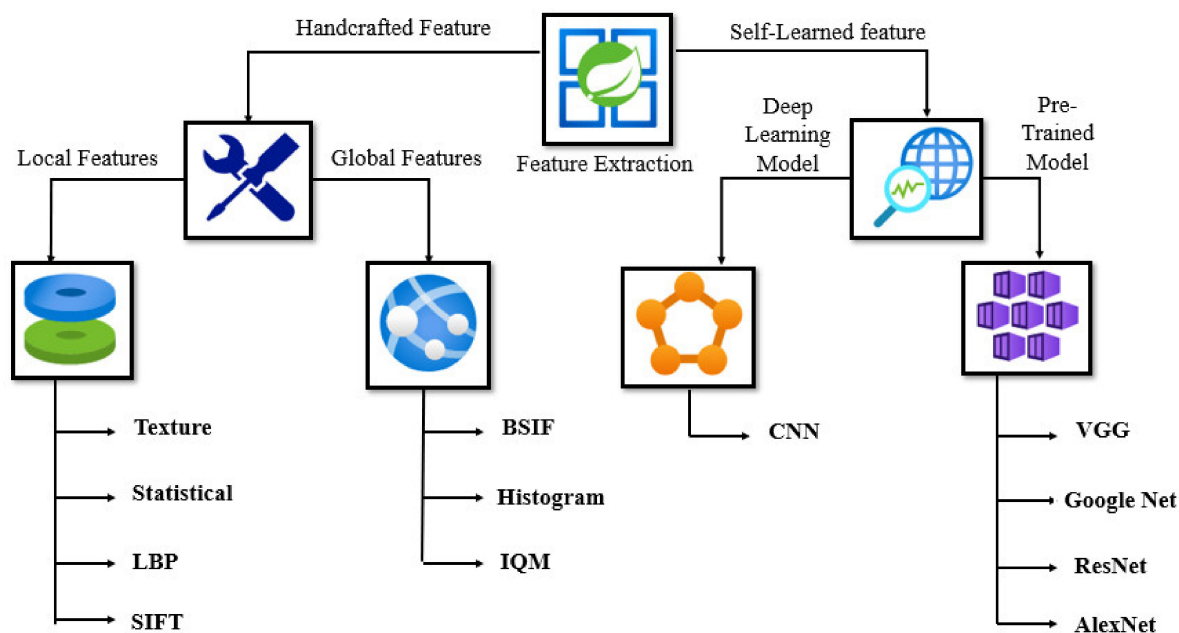 Handcrafted Feature
Self-Learned feature
Feature Extraction
Local Features
Global Features
Deep
Learning
Model
Pre-
Trained
Model
Texture
Statistical
LBP
SIFT
BSIF
Histogram
IQM
CNN
VGG
Google Net
ResNet
AlexNet